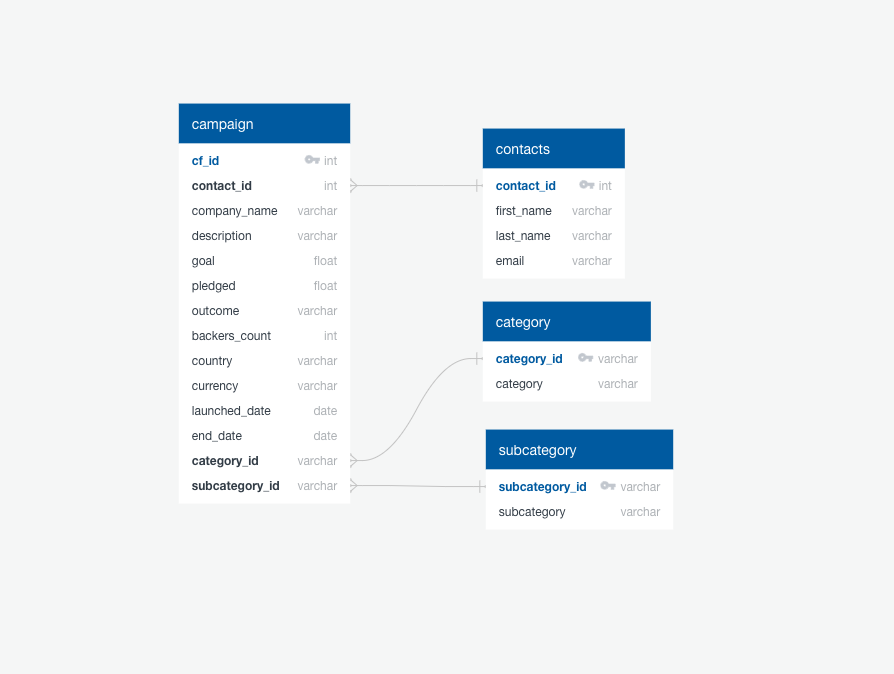 campaign
cf_id int
contact_id int
company_name varchar
description varchar
goal float
pledged float
outcome varchar
backers_count int
country varchar
currency varchar
launched_date date
end_date date
category_id varchar
subcategory_id varchar
contacts
contact_id int
first_name varchar
last_name varchar
email varchar
category
category_id varchar
category varchar
subcategory
subcategory_id varchar
subcategory varchar